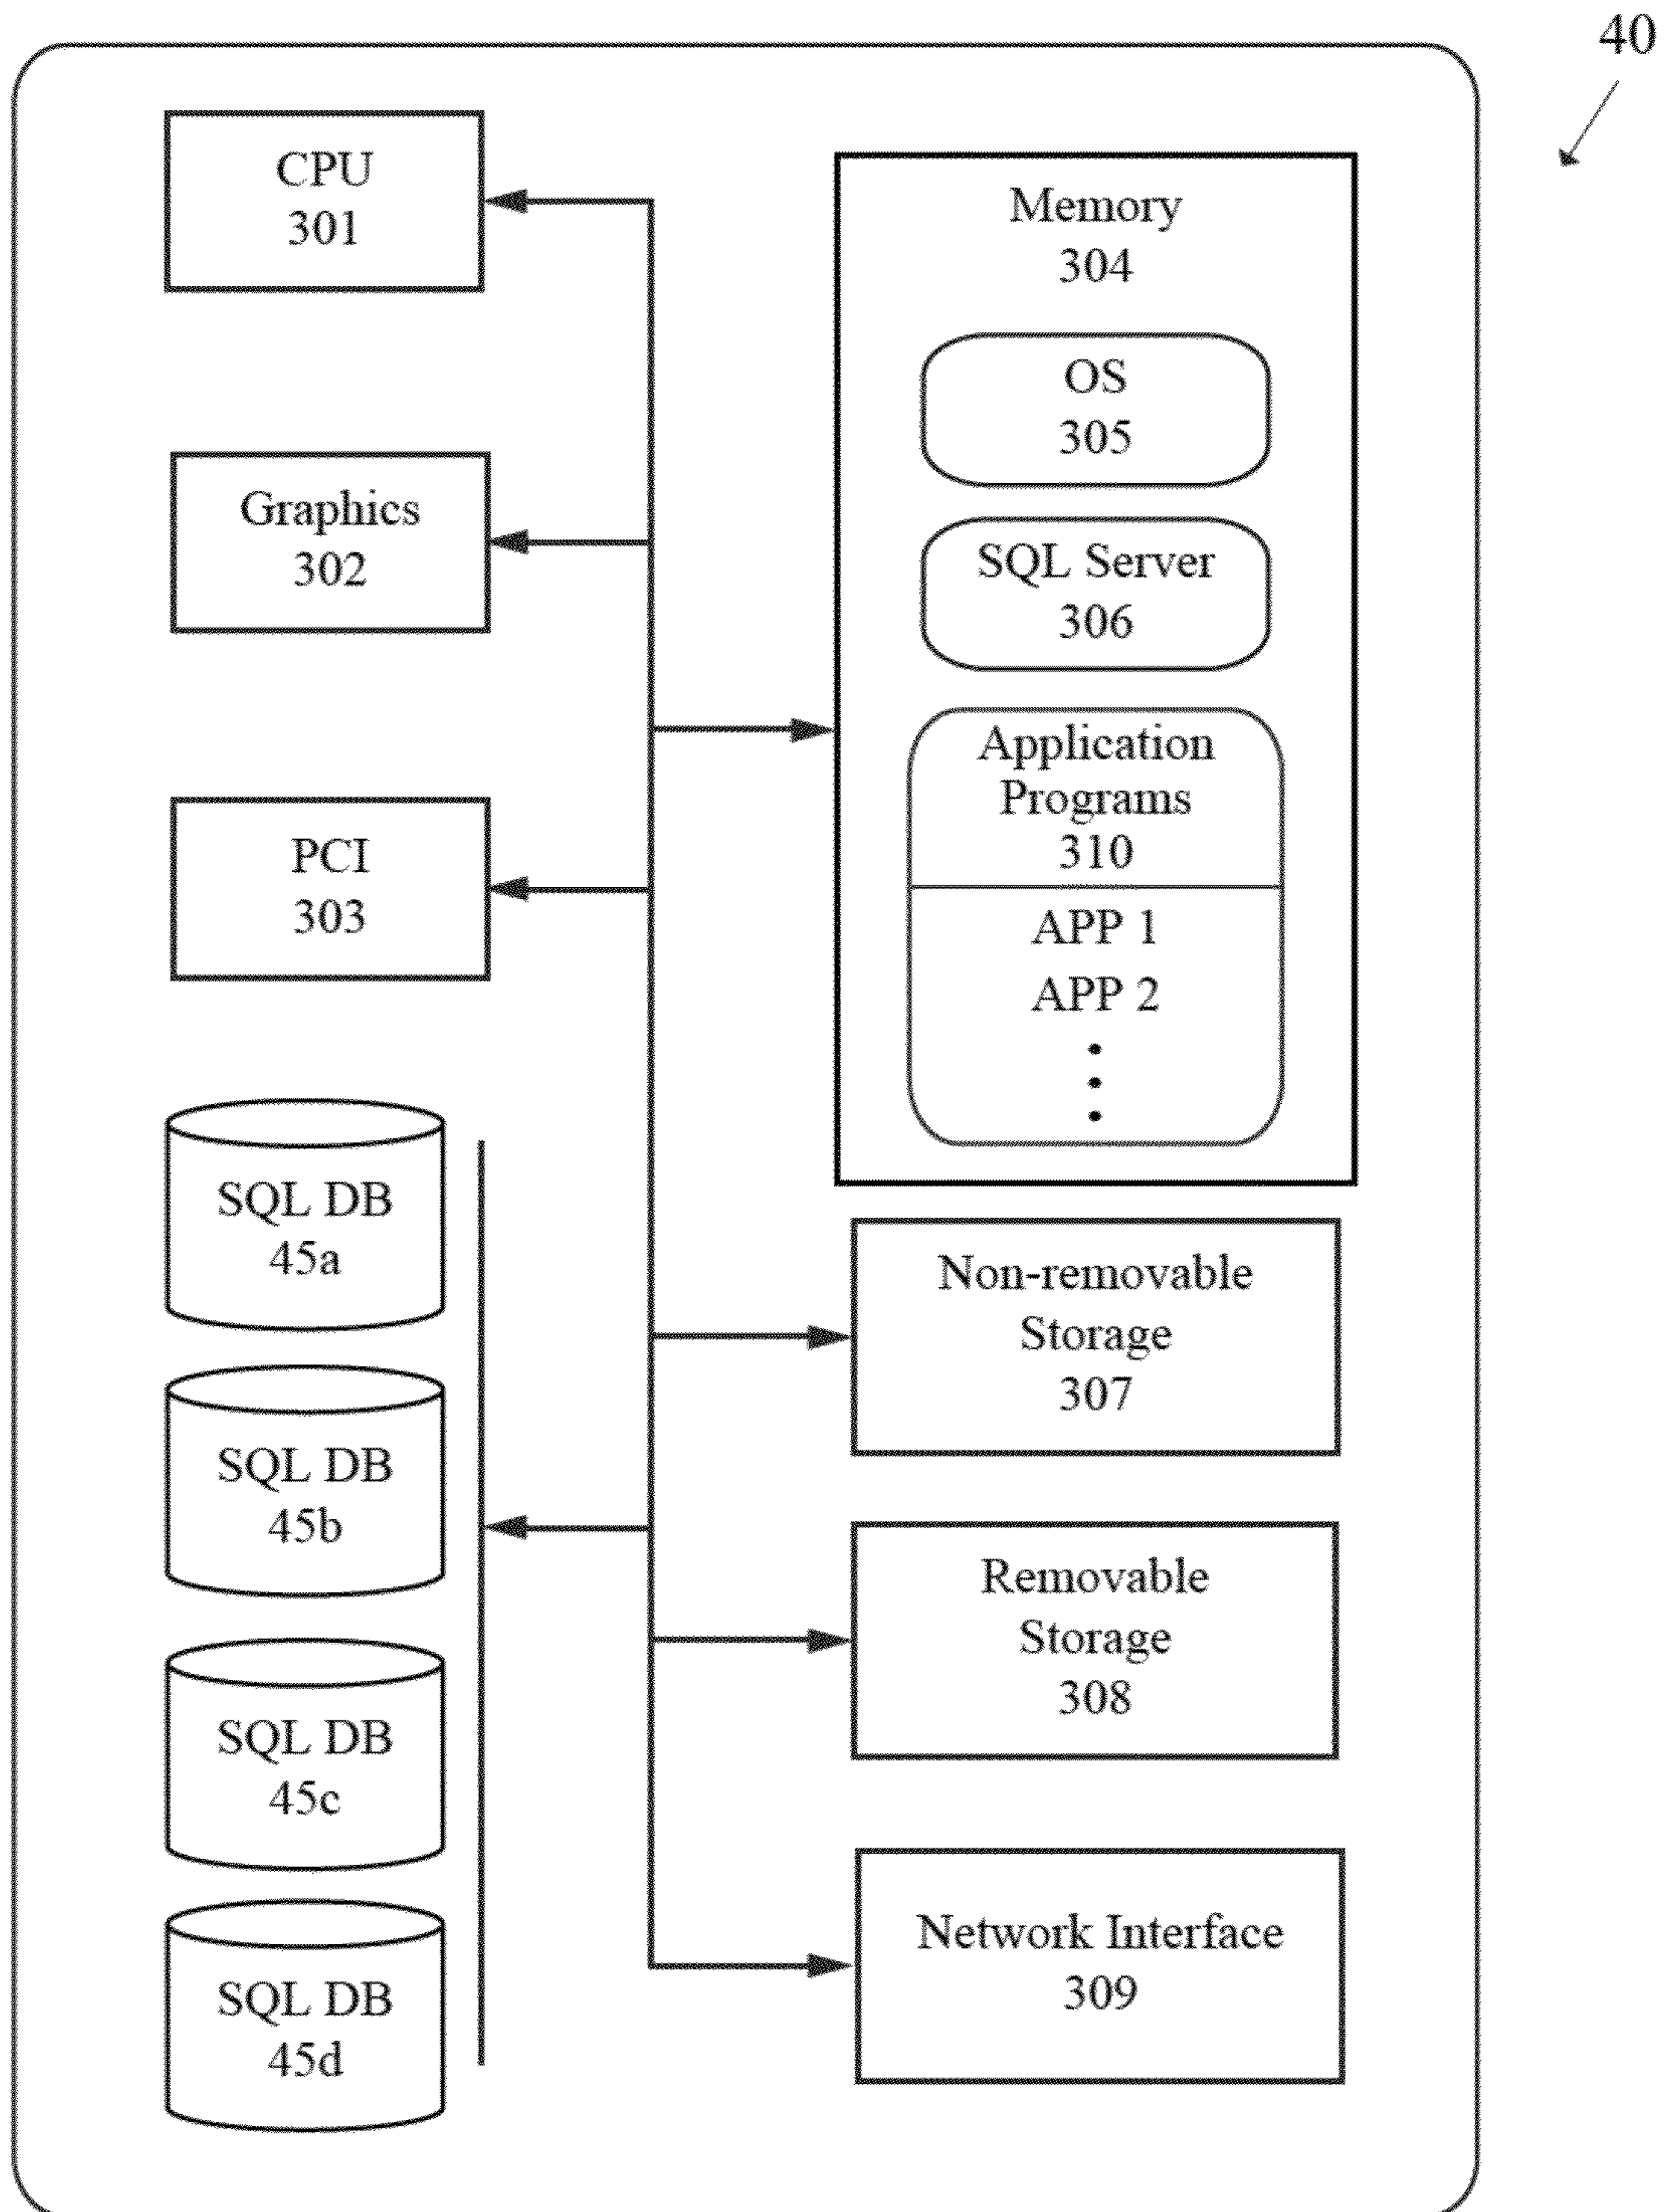 40
CPU
301
Graphics
302
PCI
303
SQL DB
45a
SQL DB
45b
SQL DB
45c
SQL DB
45d
Memory
304
OS
305
SQL Server
306
Application
Programs
310
APP 1
APP 2
Non-removable
Storage
307
Removable
Storage
308
Network Interface
309